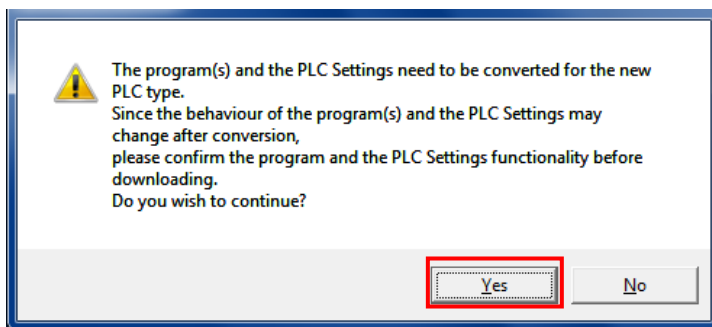 The program(s) and the PLC Settings need to be converted for the new
PLC type.
Since the behaviour of the program(s) and the PLC Settings may
change after conversion,
please confirm the program and the PLC Settings functionality before
downloading.
Do you wish to continue?
Yes
No